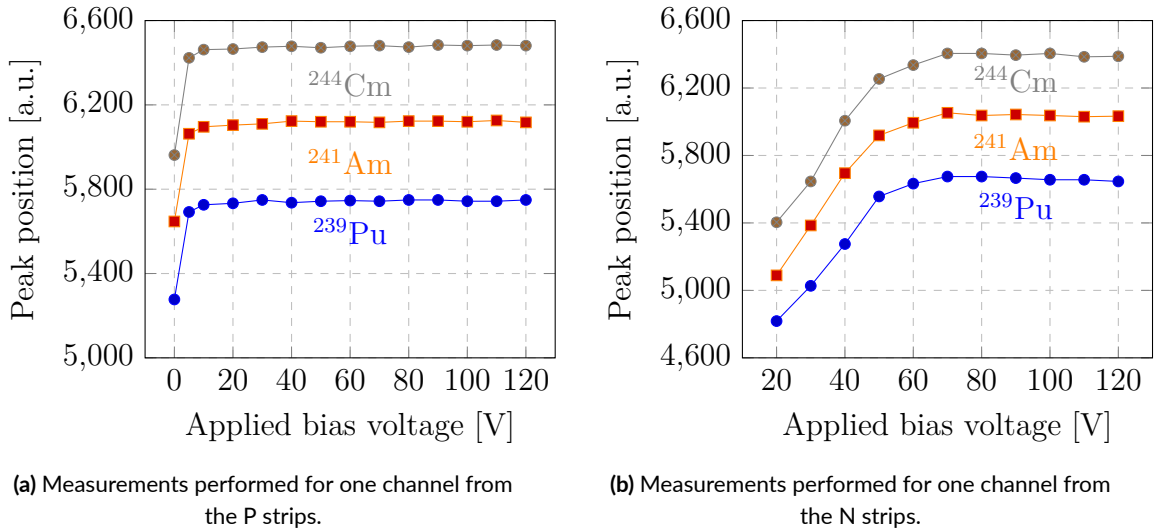 6,600
6,200
5,800
5,400
5,000
Peak position [a.u.]
²⁴⁴Cm
²⁴¹Am
²³⁹Pu
0 20 40 60 80 100 120
Applied bias voltage [V]
(a) Measurements performed for one channel from
the P strips.
6,600
6,200
5,800
5,400
5,000
4,600
Peak position [a.u.]
²⁴⁴Cm
²⁴¹Am
²³⁹Pu
20 40 60 80 100 120
Applied bias voltage [V]
(b) Measurements performed for one channel from
the N strips.